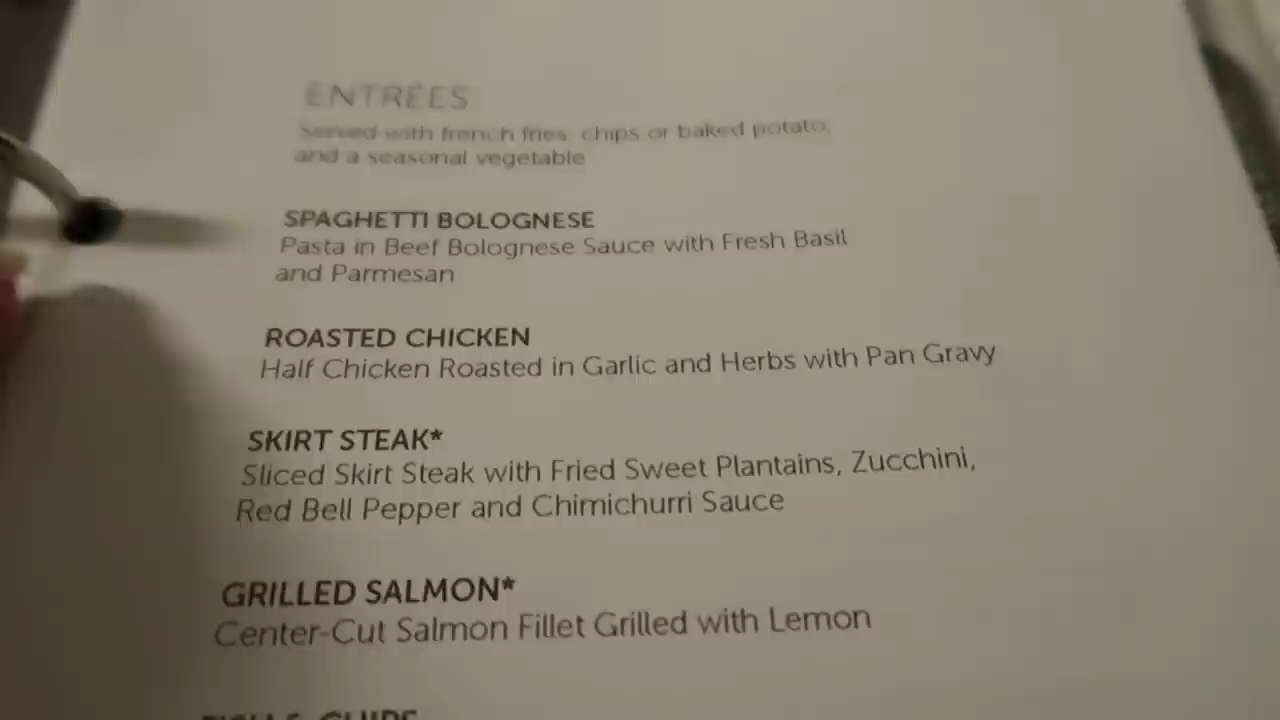 ENTRÉES
Served with french fries, chips or baked potato,
and a seasonal vegetable
SPAGHETTI BOLOGNESE
Pasta in Beef Bolognese Sauce with Fresh Basil
and Parmesan
ROASTED CHICKEN
Half Chicken Roasted in Garlic and Herbs with Pan Gravy
SKIRT STEAK*
Sliced Skirt Steak with Fried Sweet Plantains, Zucchini,
Red Bell Pepper and Chimichurri Sauce
GRILLED SALMON*
Center-Cut Salmon Fillet Grilled with Lemon